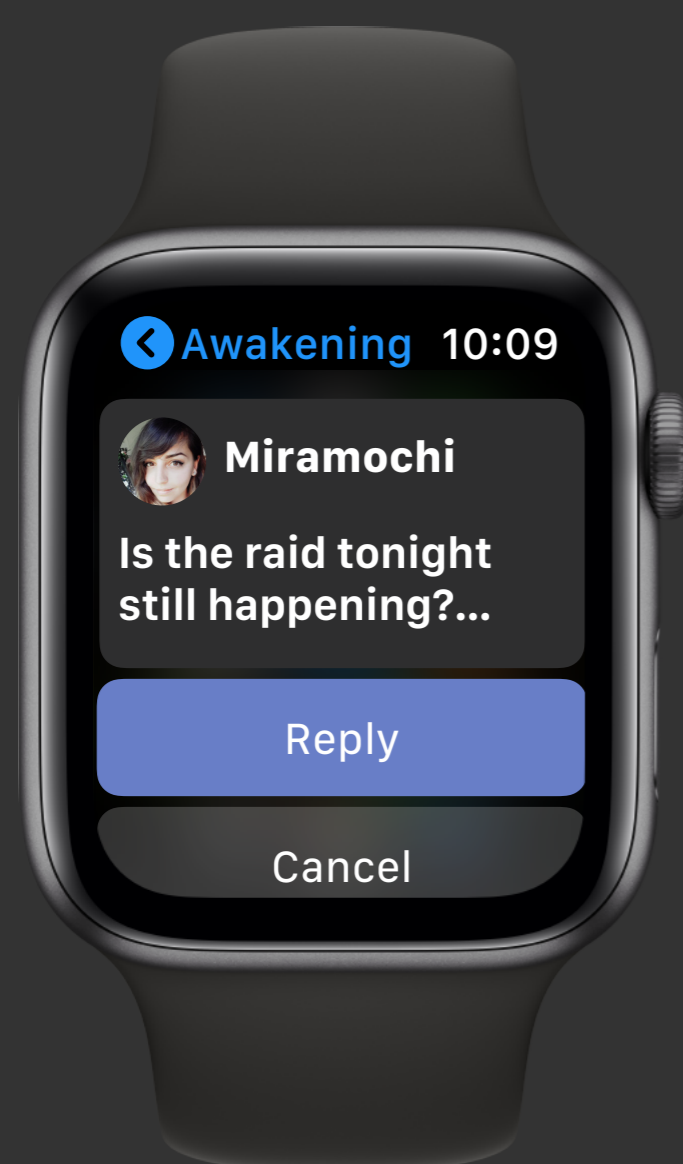 Awakening 10:09
Miramochi
Is the raid tonight
still happening?...
Reply
Cancel